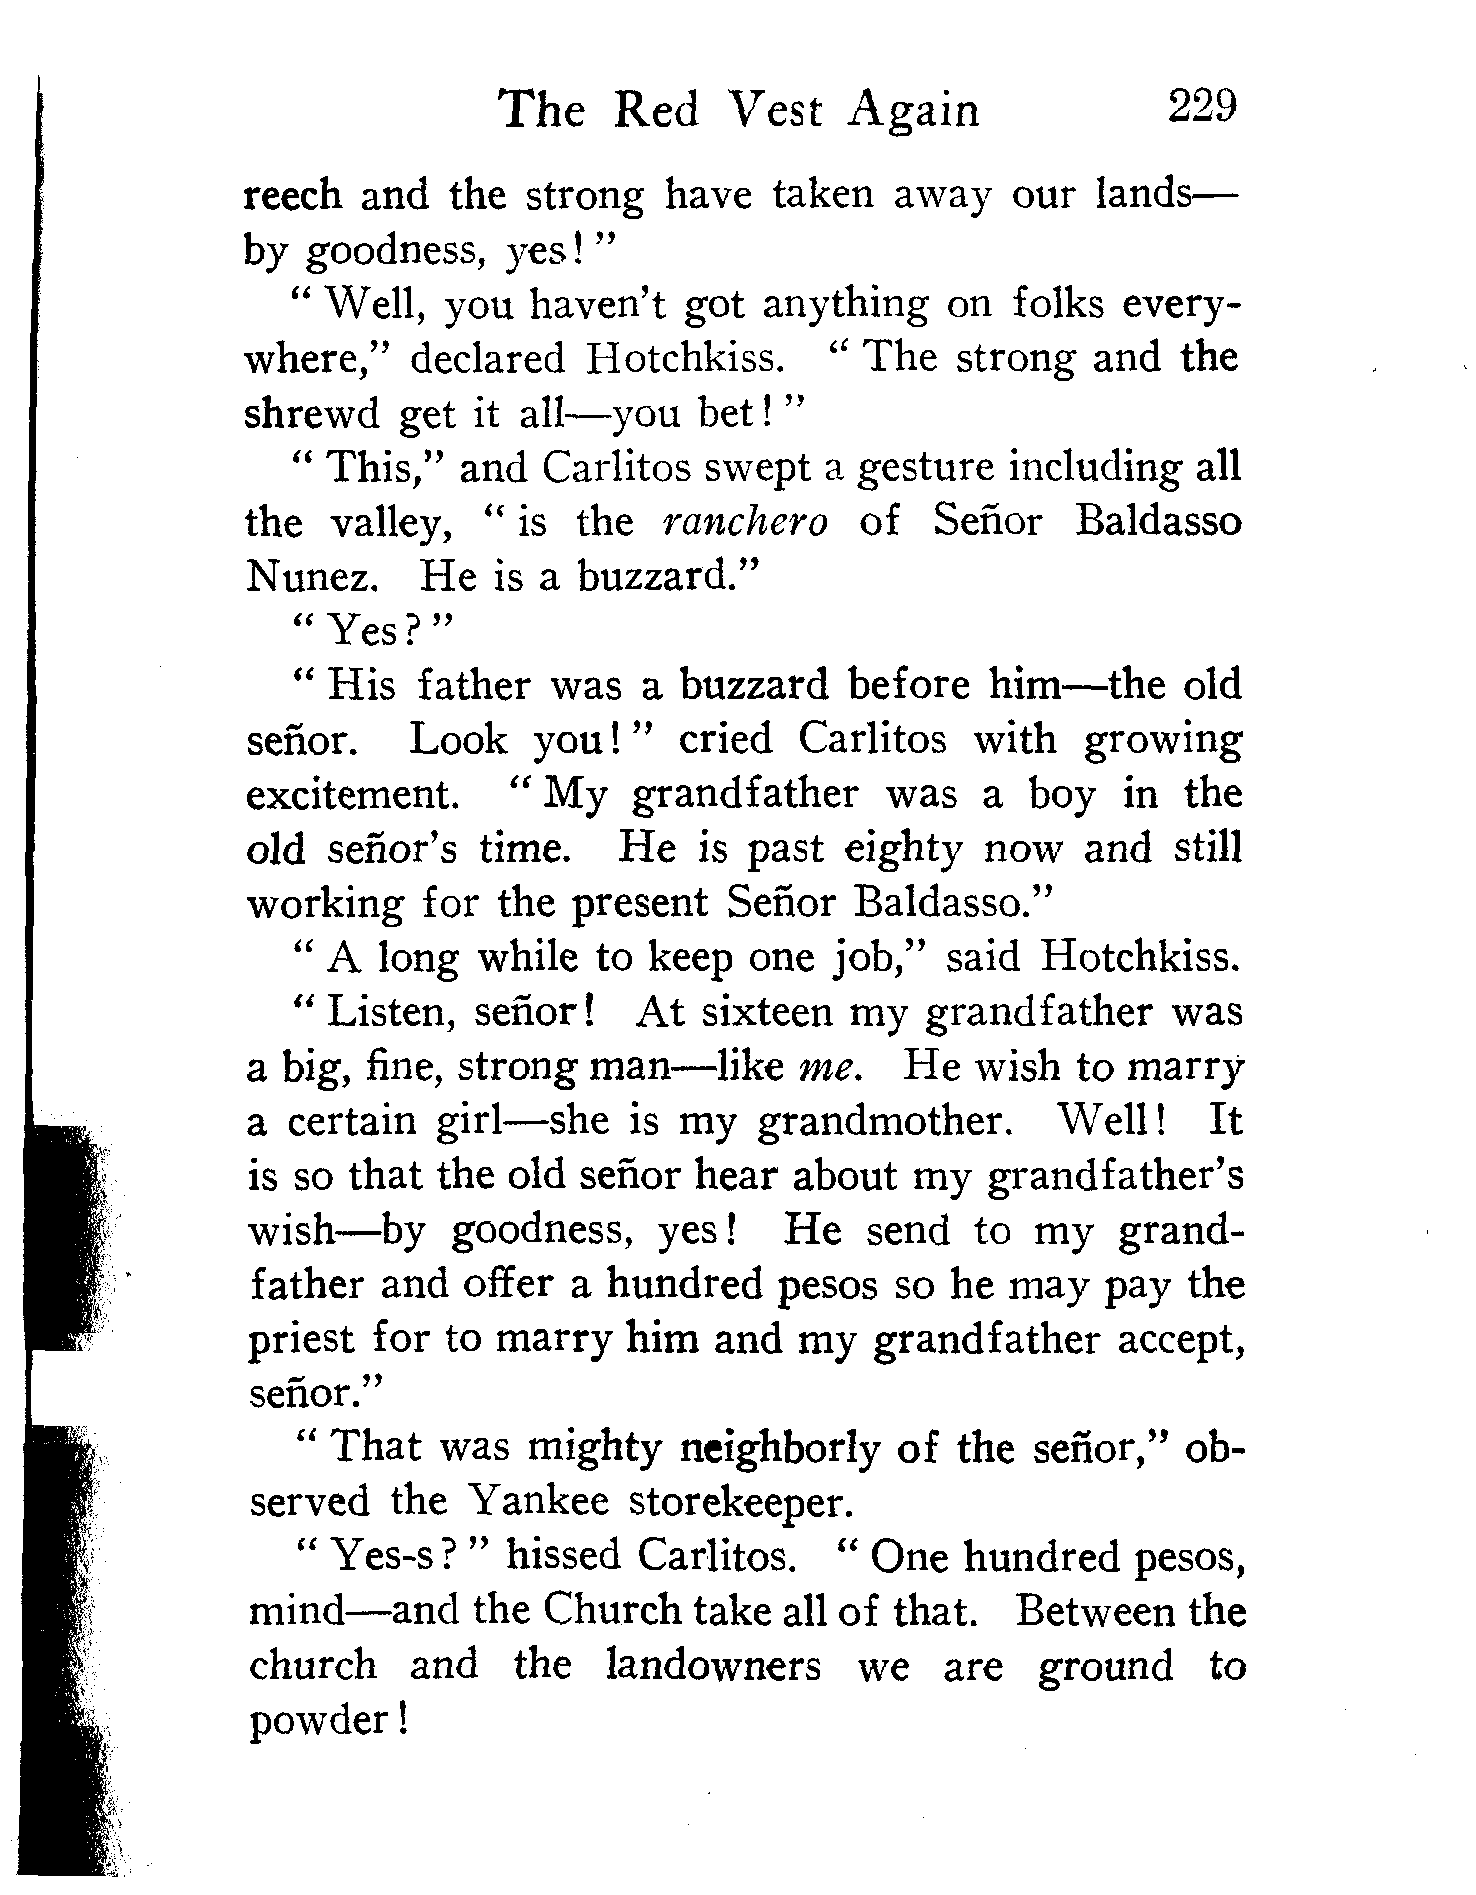 The Red Vest Again 229
reech and the strong have taken away our lands—
by goodness, yes! ”
“ Well, you haven’t got anything on folks every-
where,” declared Hotchkiss. “ The strong and the
shrewd get it all—you bet! ”
“ This,” and Carlitos swept a gesture including all
the valley, “ is the ranchero of Señor Baldasso
Nunez. He is a buzzard.”
“ Yes? ”
“ His father was a buzzard before him—the old
señor. Look you! ” cried Carlitos with growing
excitement. “ My grandfather was a boy in the
old señor’s time. He is past eighty now and still
working for the present Señor Baldasso.”
“ A long while to keep one job,” said Hotchkiss.
“ Listen, señor! At sixteen my grandfather was
a big, fine, strong man—like me. He wish to marry
a certain girl—she is my grandmother. Well! It
is so that the old señor hear about my grandfather’s
wish—by goodness, yes! He send to my grand-
father and offer a hundred pesos so he may pay the
priest for to marry him and my grandfather accept,
señor.”
“ That was mighty neighborly of the señor,” ob-
served the Yankee storekeeper.
“ Yes-s? ” hissed Carlitos. “ One hundred pesos,
mind—and the Church take all of that. Between the
church and the landowners we are ground to
powder!